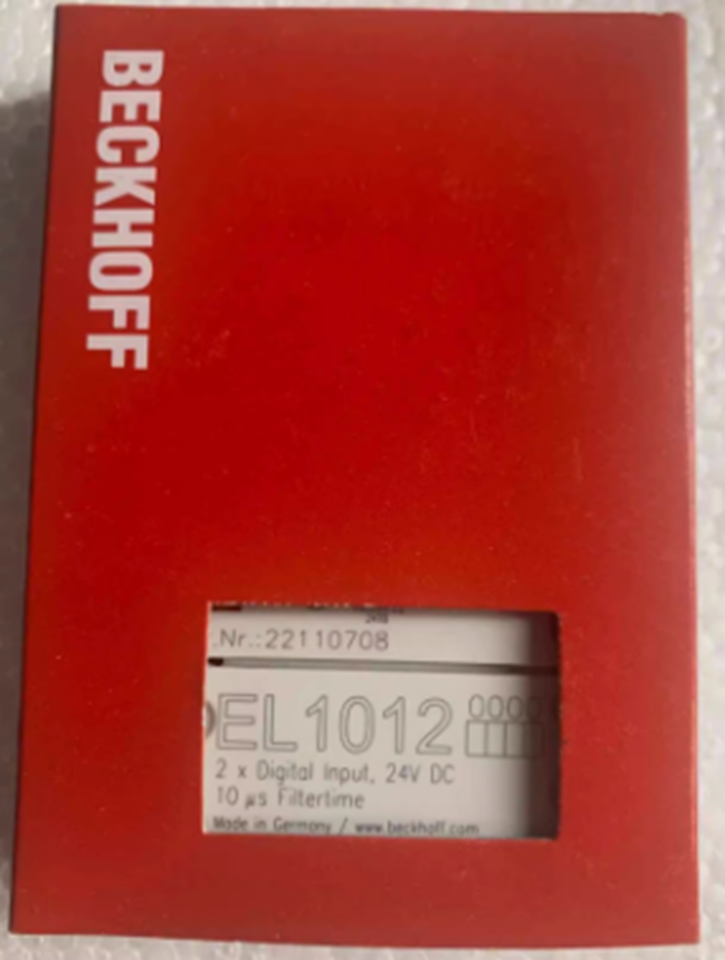 BECKHOFF
.Nr.:22110708
EL1012
2 x Digital Input, 24V DC
10 µs Filtertime
Made in Germany / www.beckhoff.com